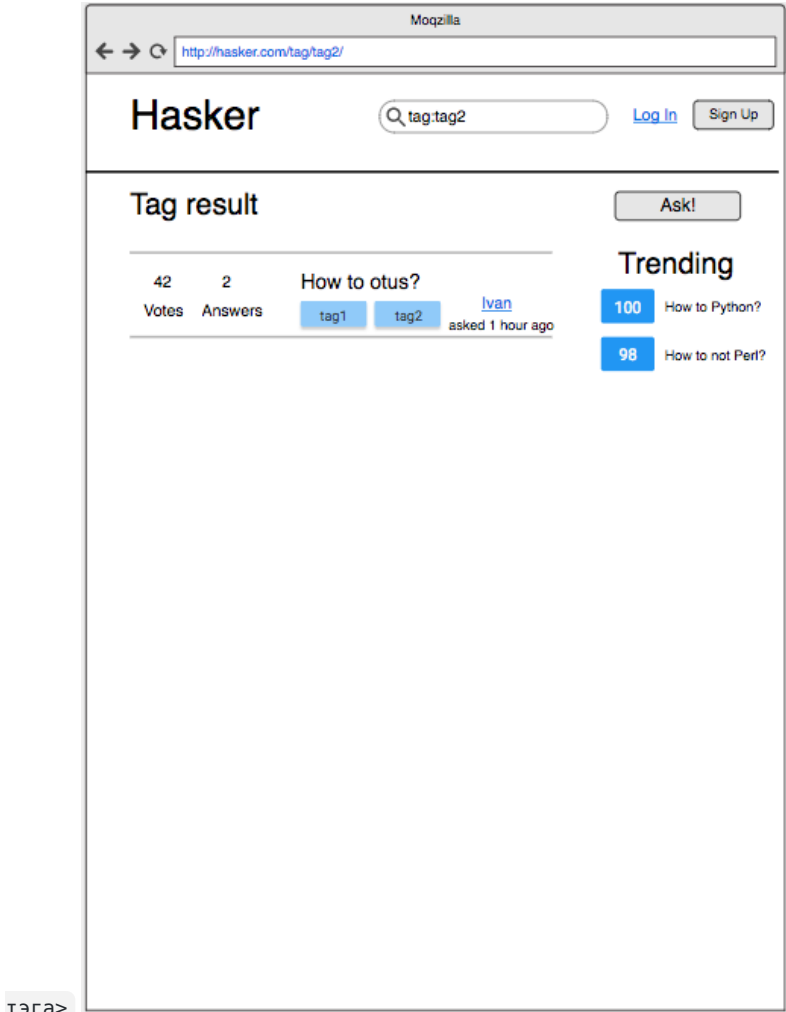 Moqzilla
http://hasker.com/tag/tag2/
Hasker
tag:tag2
Log In
Sign Up
Tag result
Ask!
42 2
Votes Answers
How to otus?
tag1 tag2
Ivan
asked 1 hour ago
Trending
100 How to Python?
98 How to not Perl?
тэга>